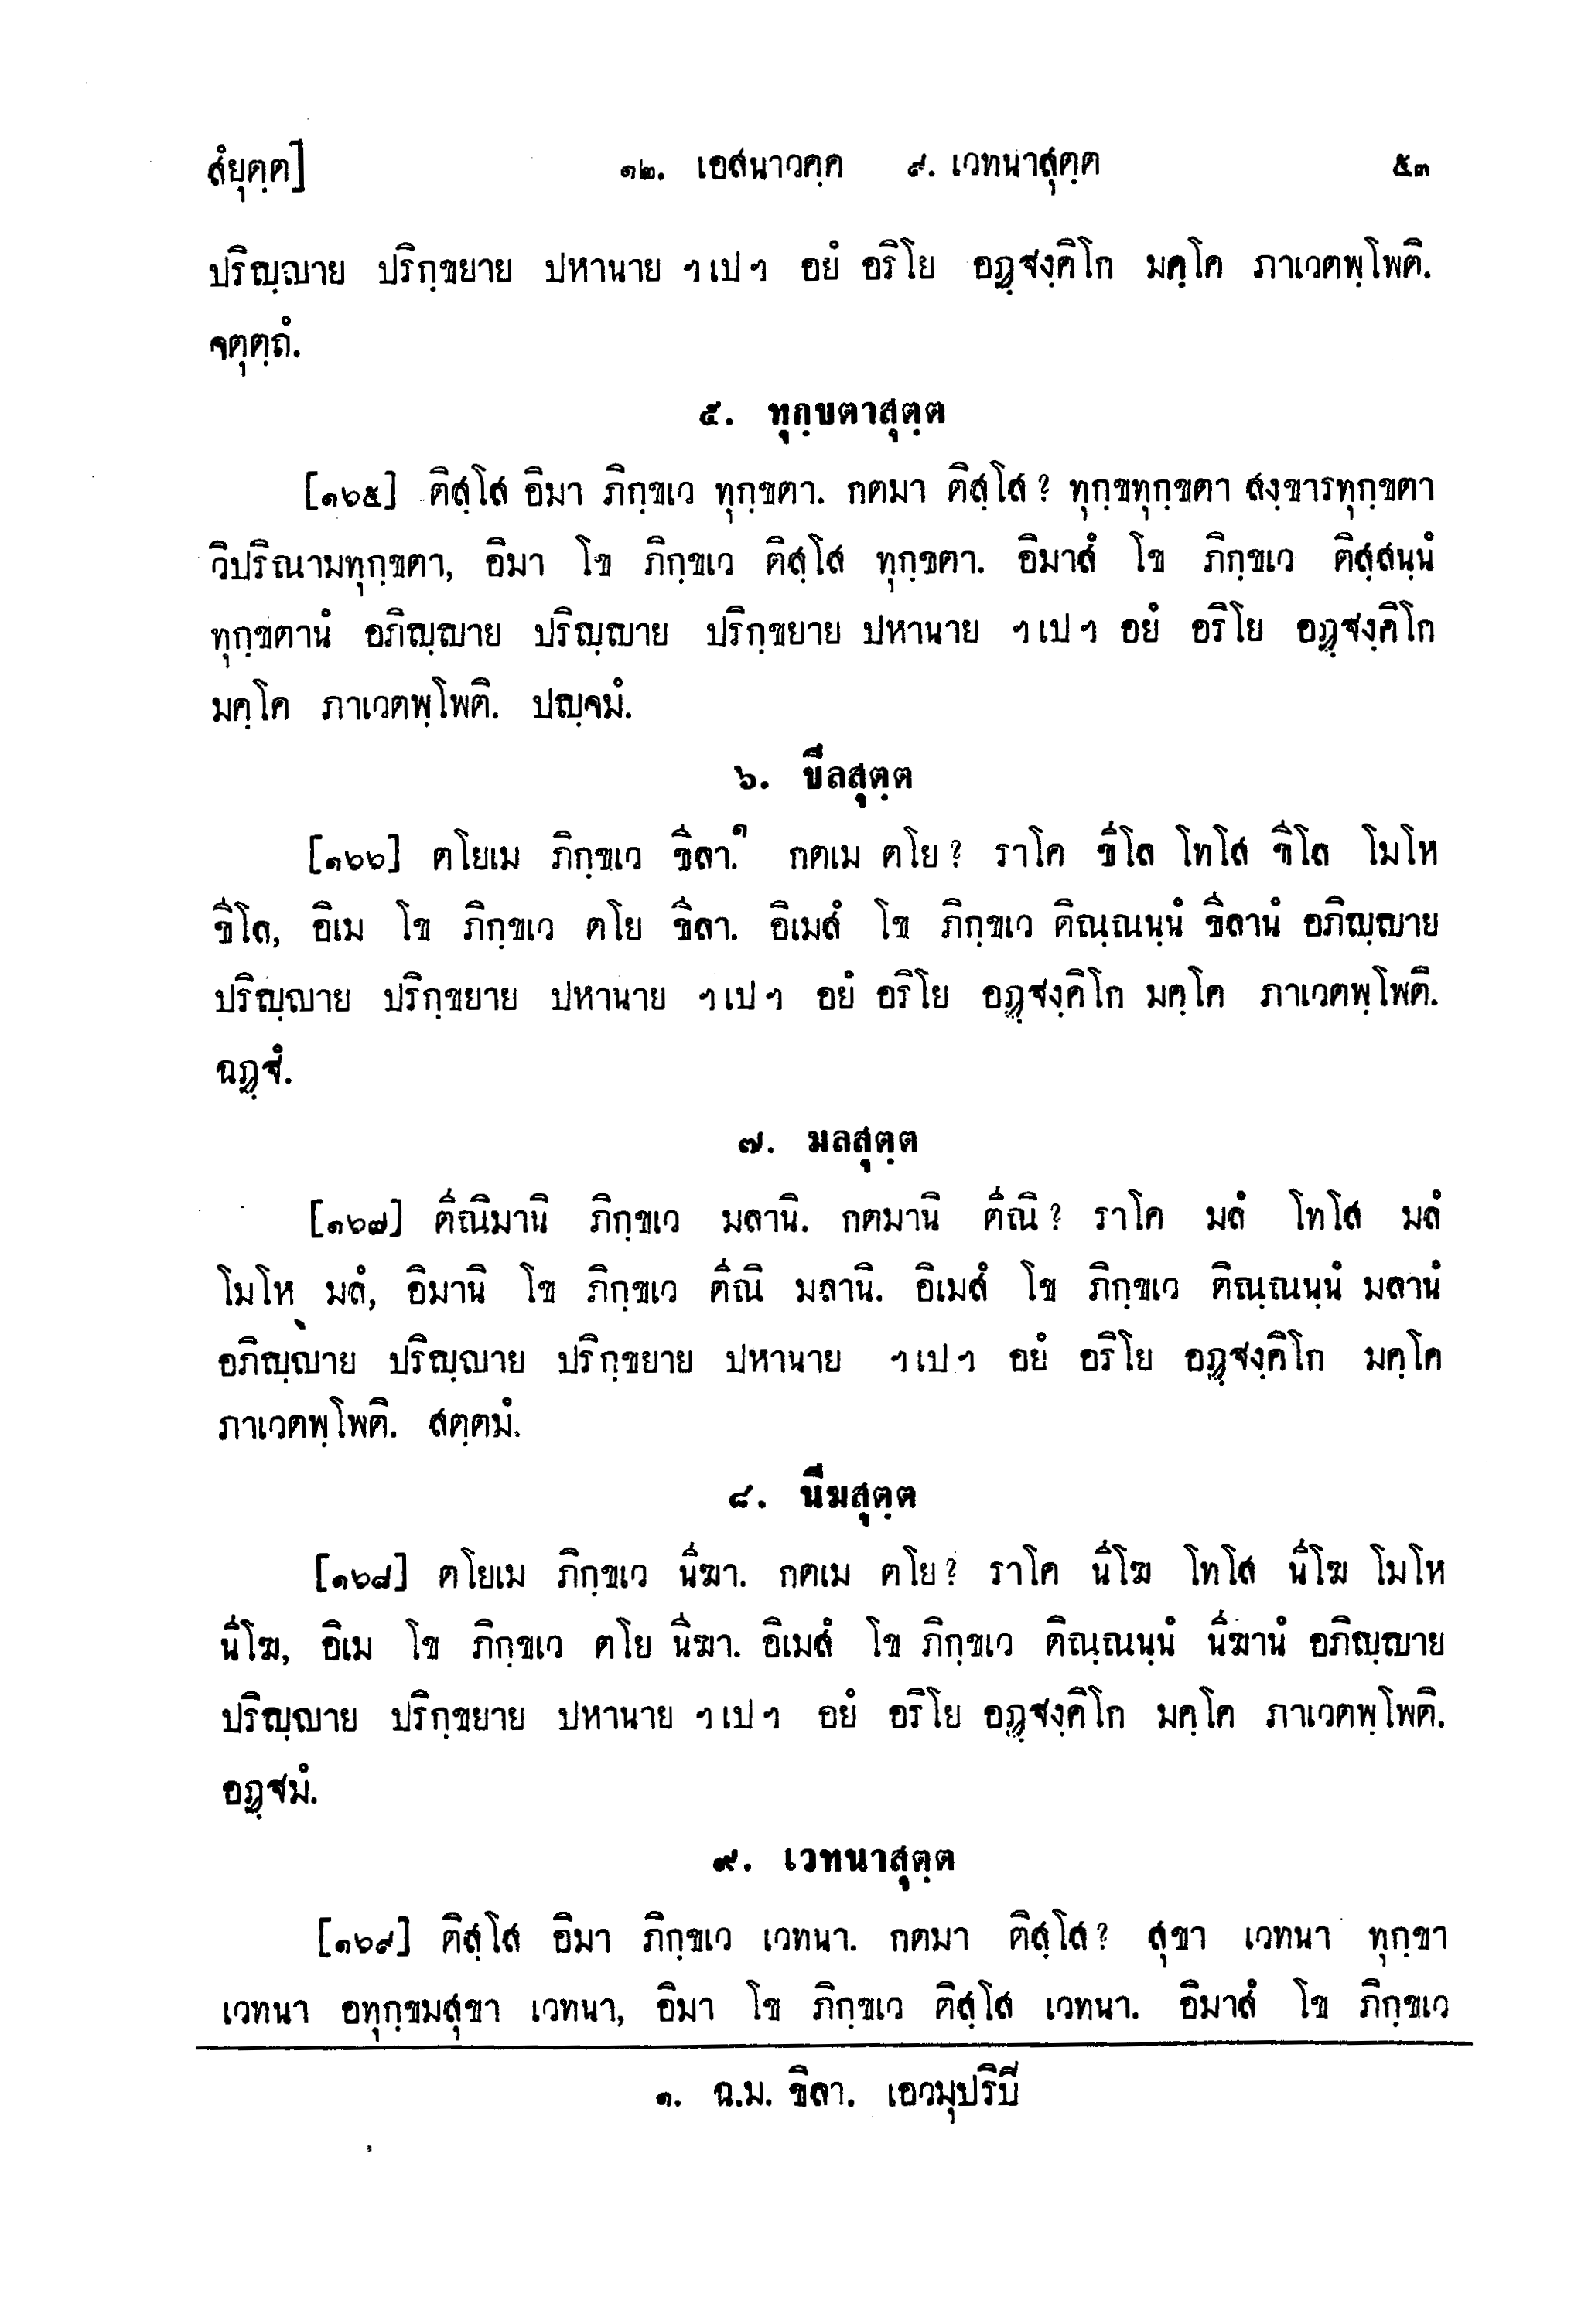 สํยุตฺต]
๑๒. เอสนาวคฺค ๙. เวทนาสุตฺต
๕๓
ปริญฺญาย ปริกฺขยาย ปหานาย ฯเปฯ อยํ อริโย อฏฺฐงฺคิโก มคฺโค ภาเวตพฺโพติ.
จตุตฺถํ.
๕. ทุกฺขตาสุตฺต
[๑๖๕] ติสฺโส อิมา ภิกฺขเว ทุกฺขตา. กตมา ติสฺโส? ทุกฺขทุกฺขตา สงฺขารทุกฺขตา
วิปริณามทุกฺขตา, อิมา โข ภิกฺขเว ติสฺโส ทุกฺขตา. อิมาสํ โข ภิกฺขเว ติสฺสนฺนํ
ทุกฺขตานํ อภิญฺญาย ปริญฺญาย ปริกฺขยาย ปหานาย ฯเปฯ อยํ อริโย อฏฺฐงฺคิโก
มคฺโค ภาเวตพฺโพติ. ปญฺจมํ.
๖. ขีลสุตฺต
[๑๖๖] ตโยเม ภิกฺขเว ขีลา.๑ กตเม ตโย? ราโค ขีโล โทโส ขีโล โมโห
ขีโล, อิเม โข ภิกฺขเว ตโย ขีลา. อิเมสํ โข ภิกฺขเว ติณฺณนฺนํ ขีลานํ อภิญฺญาย
ปริญฺญาย ปริกฺขยาย ปหานาย ฯเปฯ อยํ อริโย อฏฺฐงฺคิโก มคฺโค ภาเวตพฺโพติ.
ฉฏฺฐํ.
๗. มลสุตฺต
[๑๖๗] ตีณิมานิ ภิกฺขเว มลานิ. กตมานิ ตีณิ? ราโค มลํ โทโส มลํ
โมโห มลํ, อิมานิ โข ภิกฺขเว ตีณิ มลานิ. อิเมสํ โข ภิกฺขเว ติณฺณนฺนํ มลานํ
อภิญฺญาย ปริญฺญาย ปริกฺขยาย ปหานาย ฯเปฯ อยํ อริโย อฏฺฐงฺคิโก มคฺโค
ภาเวตพฺโพติ. สตฺตมํ.
๘. นีฆสุตฺต
[๑๖๘] ตโยเม ภิกฺขเว นีฆา. กตเม ตโย? ราโค นีโฆ โทโส นีโฆ โมโห
นีโฆ, อิเม โข ภิกฺขเว ตโย นีฆา. อิเมสํ โข ภิกฺขเว ติณฺณนฺนํ นีฆานํ อภิญฺญาย
ปริญฺญาย ปริกฺขยาย ปหานาย ฯเปฯ อยํ อริโย อฏฺฐงฺคิโก มคฺโค ภาเวตพฺโพติ.
อฏฺฐมํ.
๙. เวทนาสุตฺต
[๑๖๙] ติสฺโส อิมา ภิกฺขเว เวทนา. กตมา ติสฺโส? สุขา เวทนา ทุกฺขา
เวทนา อทุกฺขมสุขา เวทนา, อิมา โข ภิกฺขเว ติสฺโส เวทนา. อิมาสํ โข ภิกฺขเว
๑. ฉ.ม. ขิลา. เอวมุปริปิ